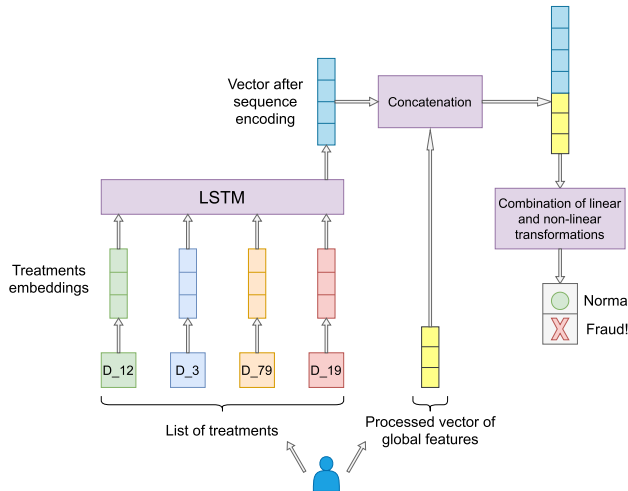 Vector after
sequence
encoding
Concatenation
LSTM
Combination of linear
and non-linear
transformations
Treatments
embeddings
Norma
Fraud!
D_12
D_3
D_79
D_19
List of treatments
Processed vector of
global features